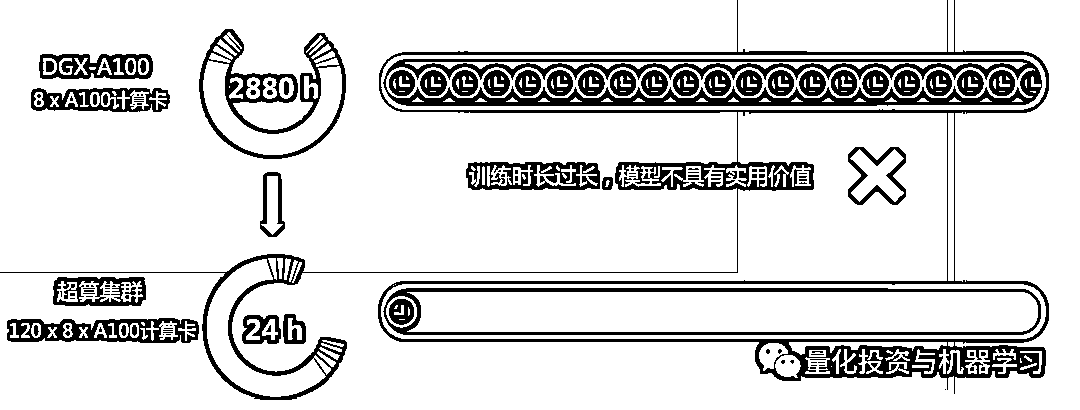 DGX-A100
8 x A100计算卡
2880 h
训练时长过长，模型不具有实用价值
超算集群
120 x 8 x A100计算卡
24 h
量化投资与机器学习